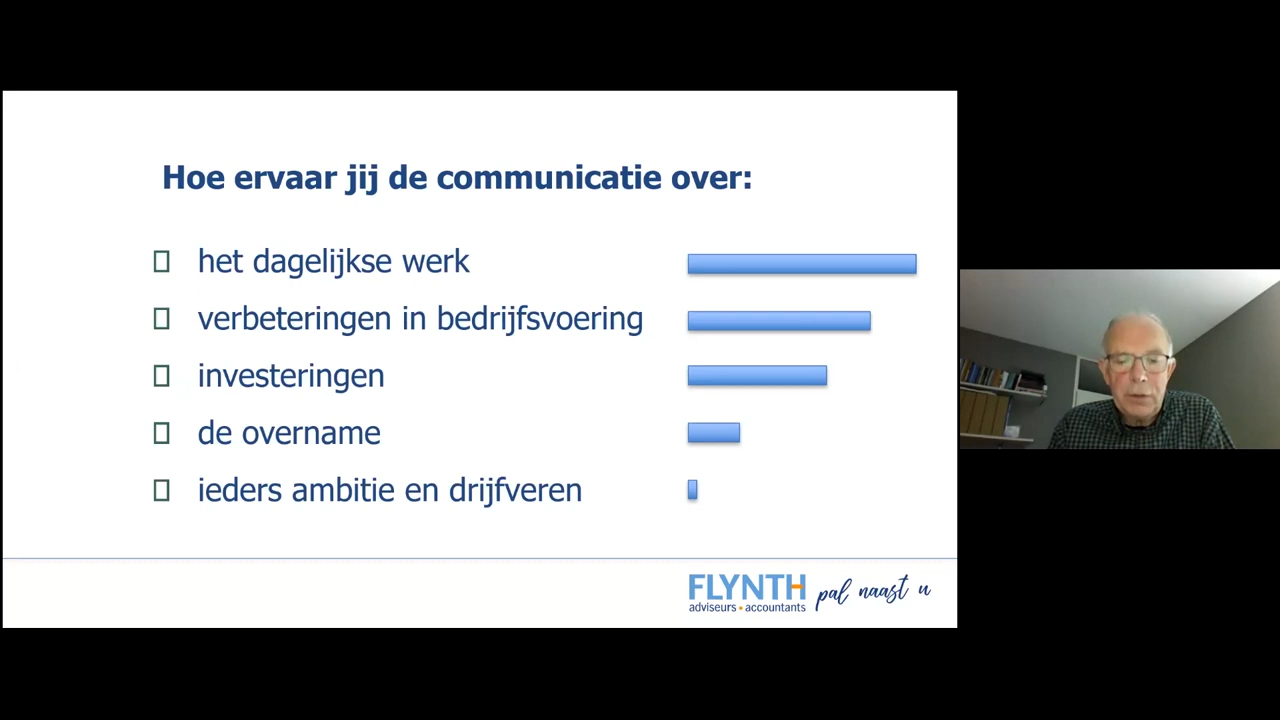 Hoe ervaar jij de communicatie over:
het dagelijkse werk
verbeteringen in bedrijfsvoering
investeringen
de overname
ieders ambitie en drijfveren
FLYNTH
adviseurs • accountants
pal naast u